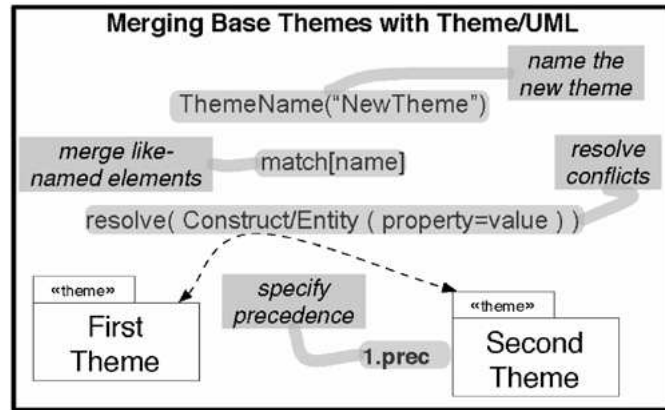 Merging Base Themes with Theme/UML
name the
new theme
ThemeName("NewTheme")
merge like-
named elements
match[name]
resolve
conflicts
resolve( Construct/Entity ( property=value ) )
«theme»
First
Theme
specify
precedence
1.prec
«theme»
Second
Theme